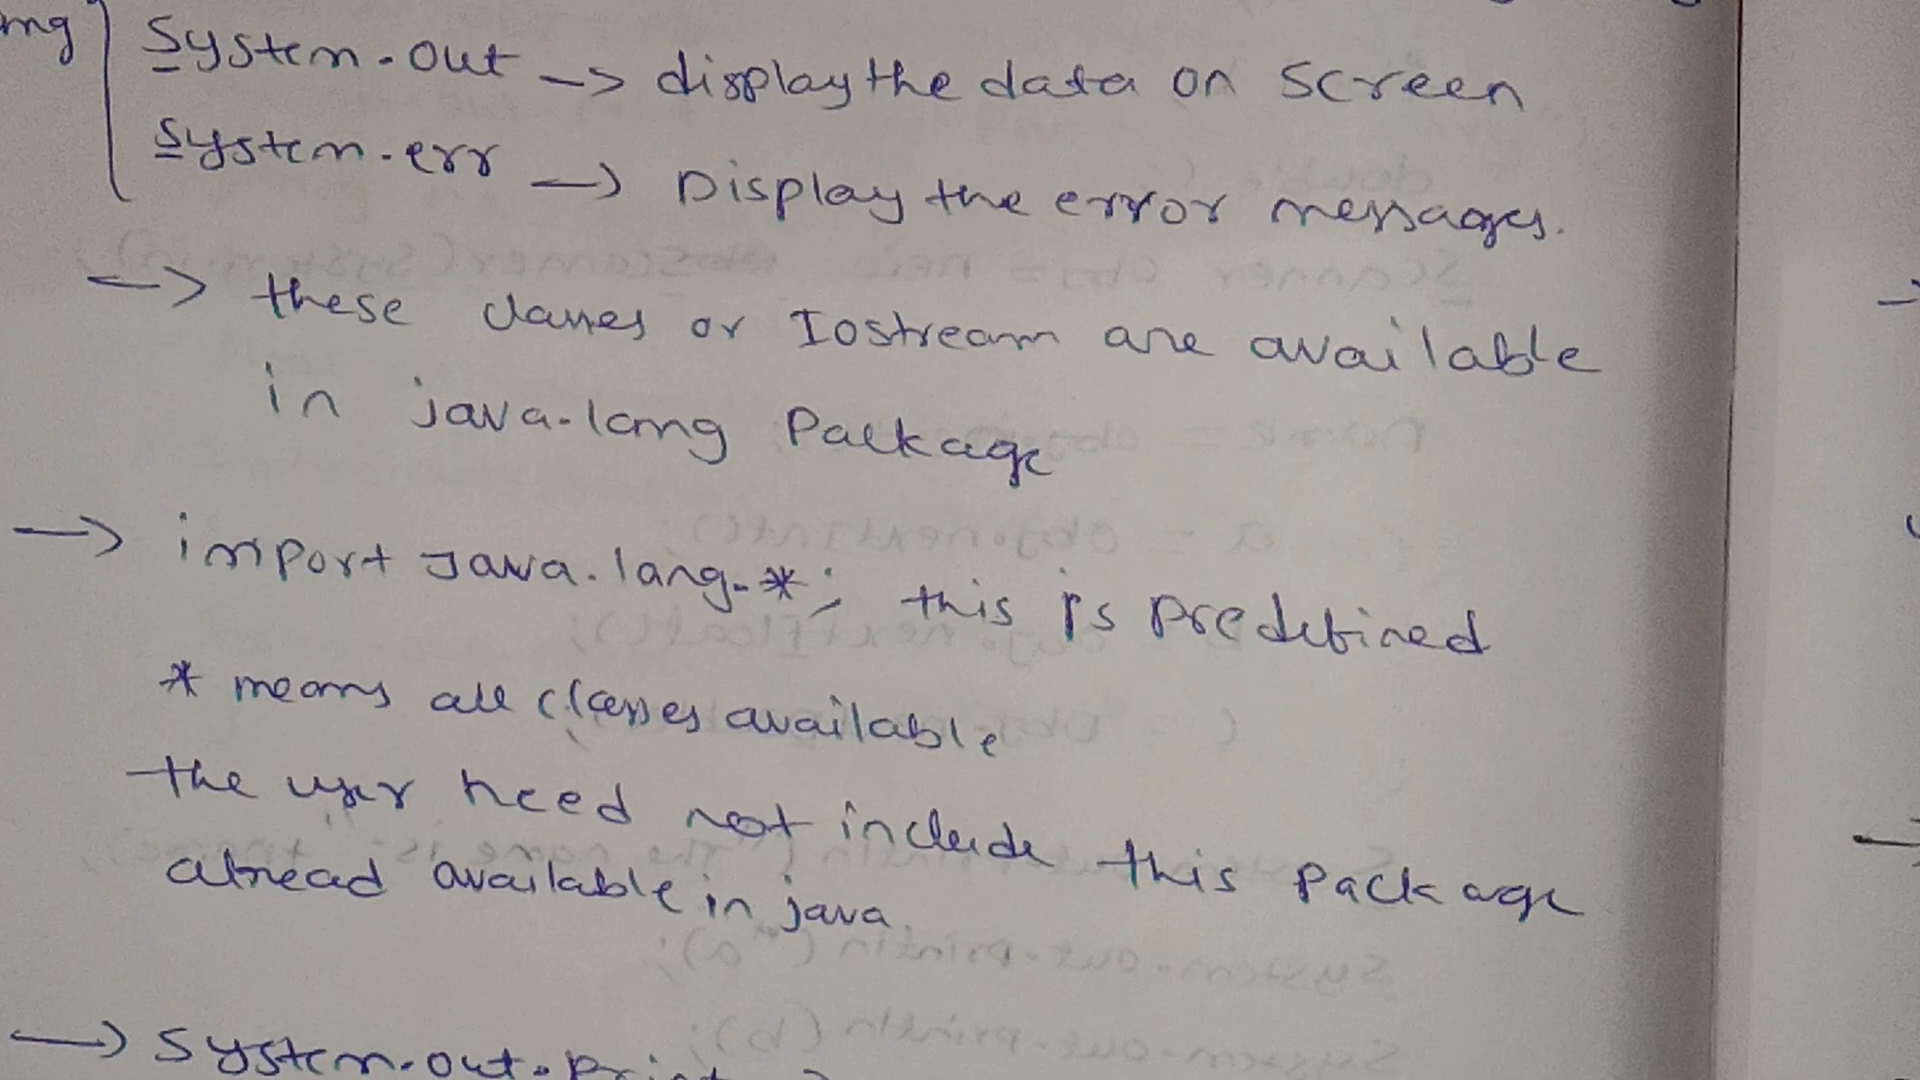 System.out -> display the data on Screen
System.err -> Display the error messages.
-> these classes or Iostream are available
in java.lang Package
-> import Java.lang.*; this is predefined
* means all classes available
the user need not include this package
alread available in java.
-> System.out.print